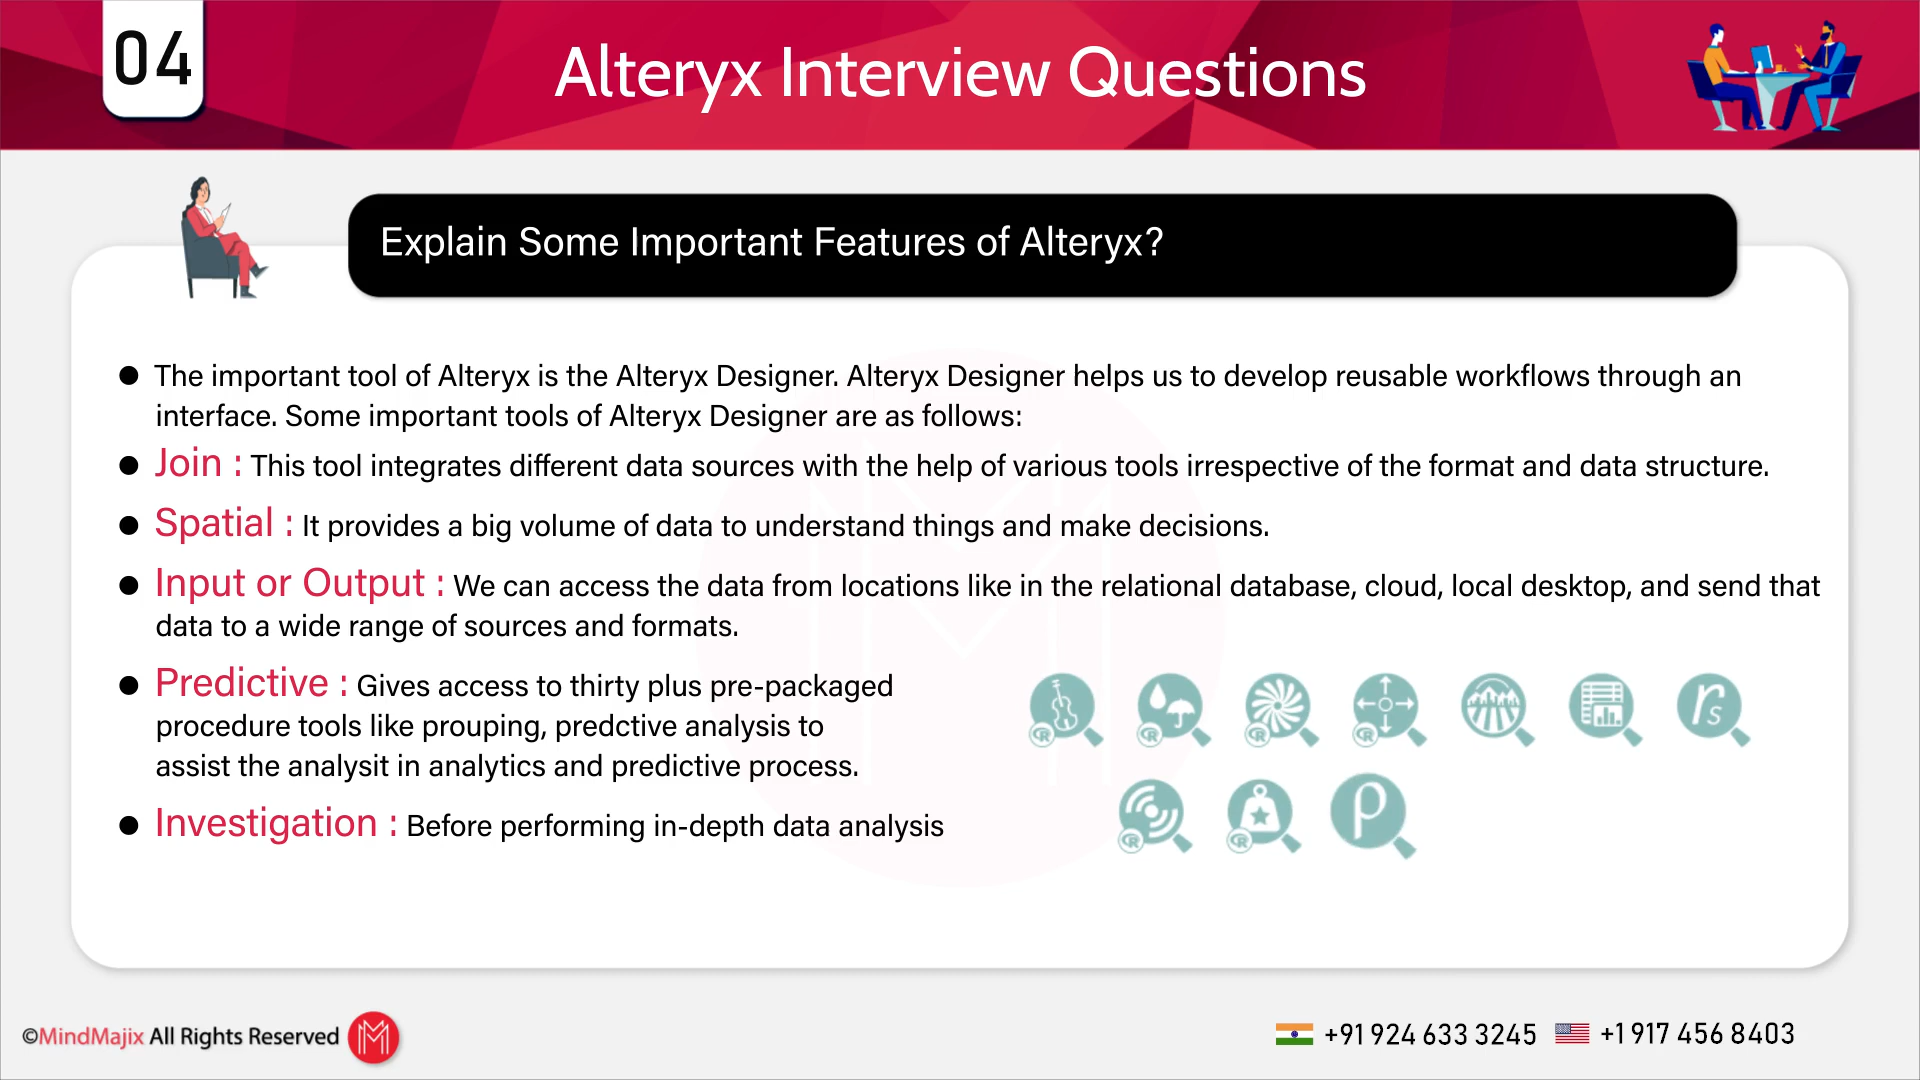 04
Alteryx Interview Questions
Explain Some Important Features of Alteryx?
● The important tool of Alteryx is the Alteryx Designer. Alteryx Designer helps us to develop reusable workflows through an
interface. Some important tools of Alteryx Designer are as follows:
● Join : This tool integrates different data sources with the help of various tools irrespective of the format and data structure.
● Spatial : It provides a big volume of data to understand things and make decisions.
● Input or Output : We can access the data from locations like in the relational database, cloud, local desktop, and send that
data to a wide range of sources and formats.
● Predictive : Gives access to thirty plus pre-packaged
procedure tools like prouping, predctive analysis to
assist the analysit in analytics and predictive process.
● Investigation : Before performing in-depth data analysis
R R R R rs
R R ρ
©MindMajix All Rights Reserved M
+91 924 633 3245 +1 917 456 8403